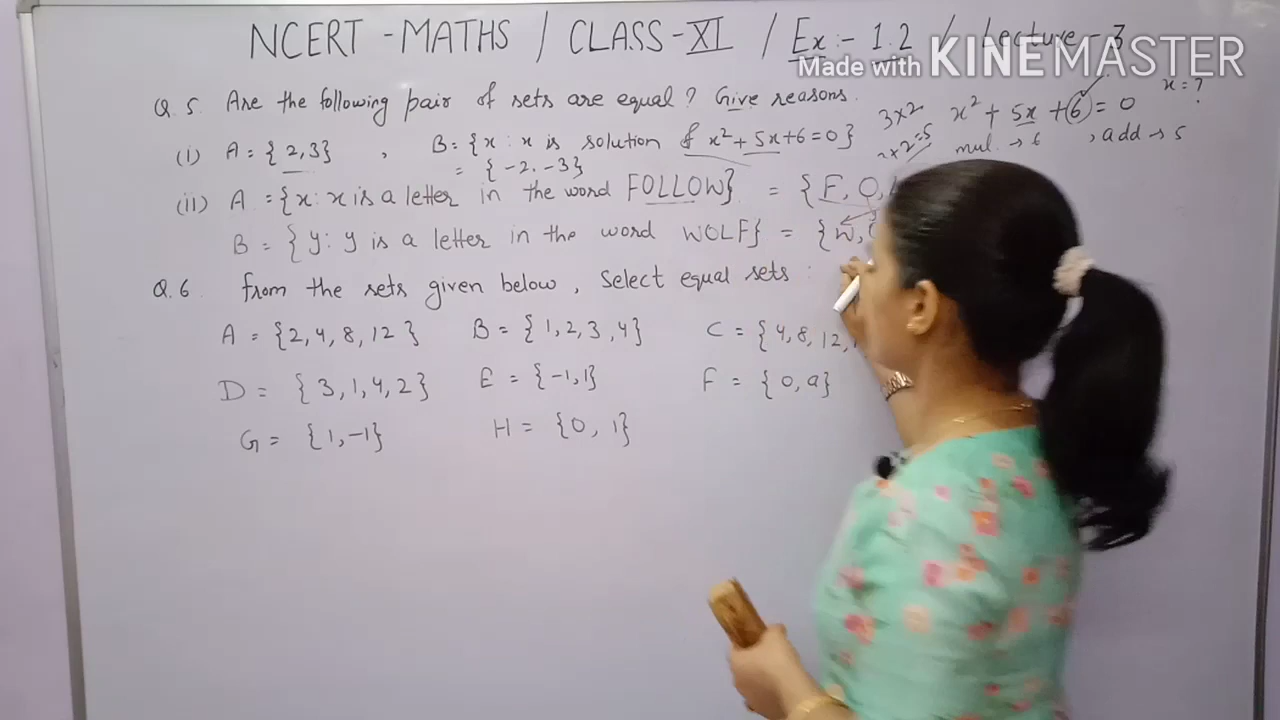 NCERT - MATHS / CLASS - XI / Ex :- 1.2 / Lecture - 3
Made with KINEMASTER
Q. 5 Are the following pair of sets are equal? Give reasons.
3x2 x² + 5x + 6 = 0 x = ?
mul. → 6 , add → 5
(i) A = {2,3} , B = {x : x is solution of x² + 5x + 6 = 0}
= {-2. -3}
(ii) A = {x : x is a letter in the word FOLLOW} = {F, O,
B = {y : y is a letter in the word WOLF} = {W,
Q. 6 from the sets given below, Select equal sets :
A = {2, 4, 8, 12} B = {1, 2, 3, 4} C = {4, 8, 12,
D = {3, 1, 4, 2} E = {-1, 1} F = {0, a}
G = {1, -1} H = {0, 1}